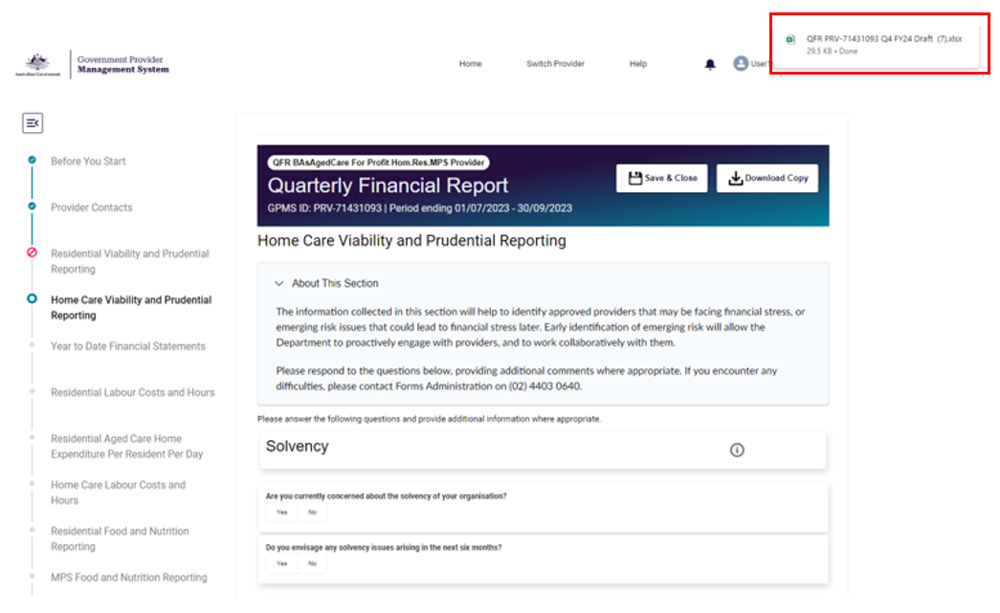 QFR PRV-71431093 Q4 FY24 Draft (7).xlsx
29.5 KB • Done
Australian Government
Government Provider
Management System
Home
Switch Provider
Help
User
Before You Start
Provider Contacts
Residential Viability and Prudential
Reporting
Home Care Viability and Prudential
Reporting
Year to Date Financial Statements
Residential Labour Costs and Hours
Residential Aged Care Home
Expenditure Per Resident Per Day
Home Care Labour Costs and
Hours
Residential Food and Nutrition
Reporting
MPS Food and Nutrition Reporting
QFR BAsAgedCare For Profit Hom.Res.MPS Provider
Quarterly Financial Report
GPMS ID: PRV-71431093 | Period ending 01/07/2023 - 30/09/2023
Save & Close
Download Copy
Home Care Viability and Prudential Reporting
About This Section
The information collected in this section will help to identify approved providers that may be facing financial stress, or
emerging risk issues that could lead to financial stress later. Early identification of emerging risk will allow the
Department to proactively engage with providers, and to work collaboratively with them.
Please respond to the questions below, providing additional comments where appropriate. If you encounter any
difficulties, please contact Forms Administration on (02) 4403 0640.
Please answer the following questions and provide additional information where appropriate.
Solvency
Are you currently concerned about the solvency of your organisation?
Yes No
Do you envisage any solvency issues arising in the next six months?
Yes No